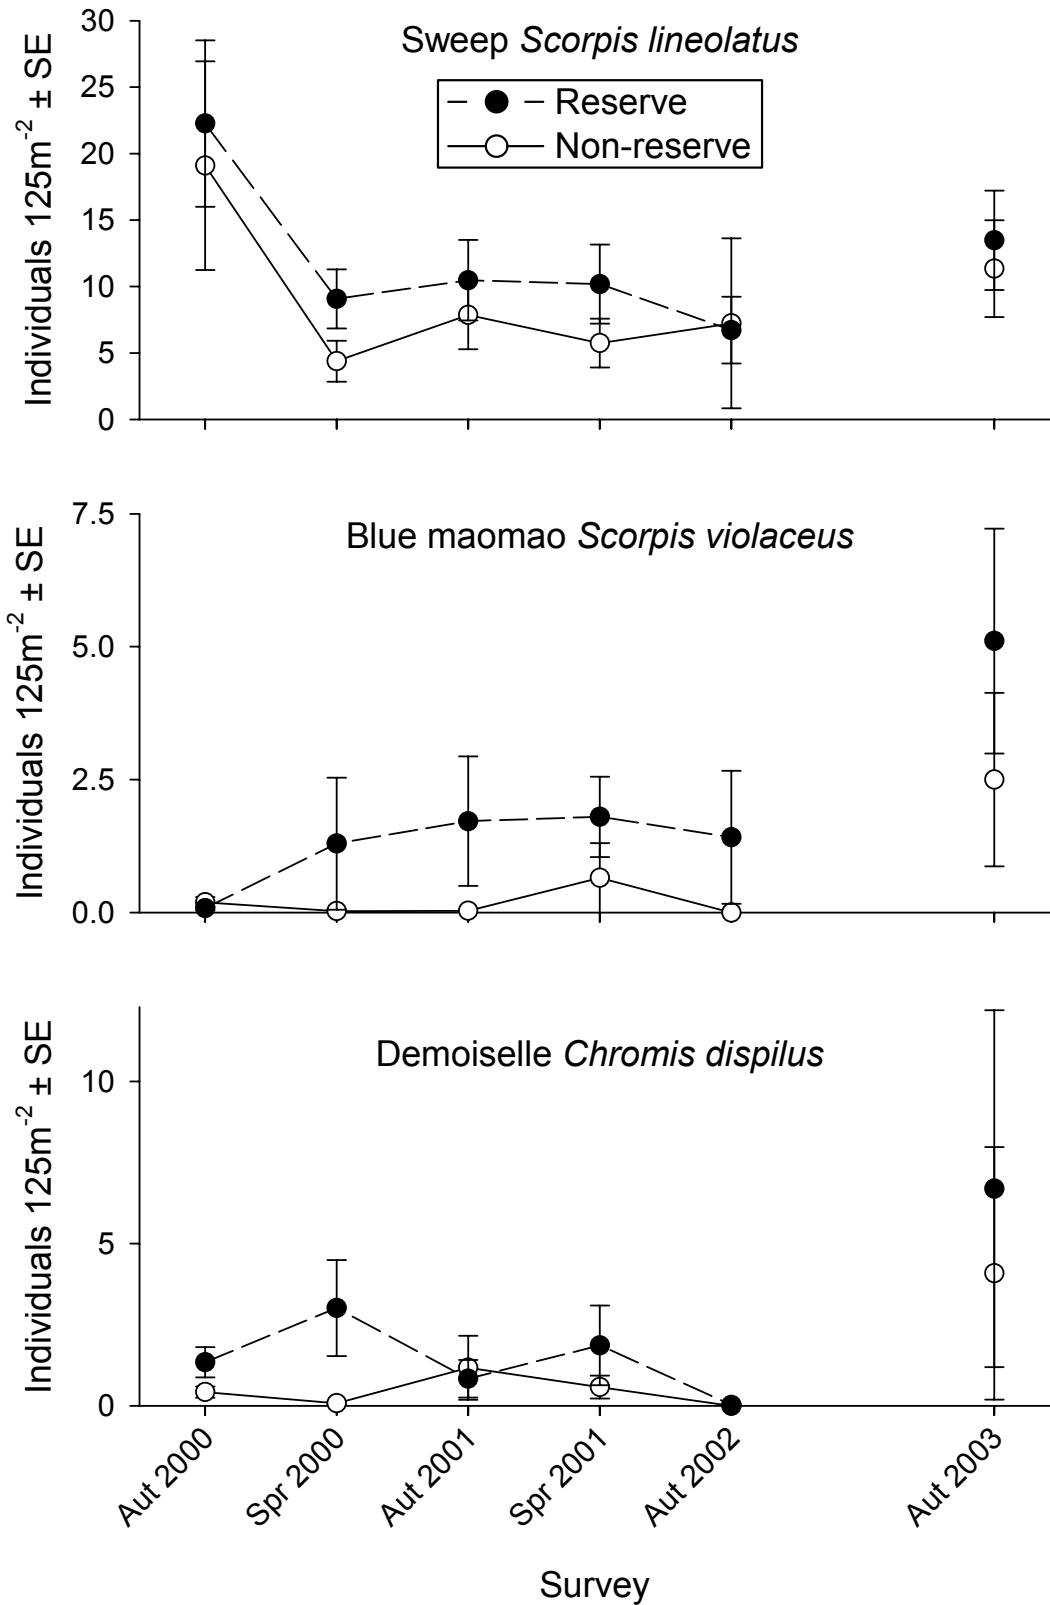 Sweep Scorpis lineolatus
Reserve
Non-reserve
Individuals 125m⁻² ± SE
30
25
20
15
10
5
0
Blue maomao Scorpis violaceus
Individuals 125m⁻² ± SE
7.5
5.0
2.5
0.0
Demoiselle Chromis dispilus
Individuals 125m⁻² ± SE
10
5
0
Aut 2000
Spr 2000
Aut 2001
Spr 2001
Aut 2002
Aut 2003
Survey